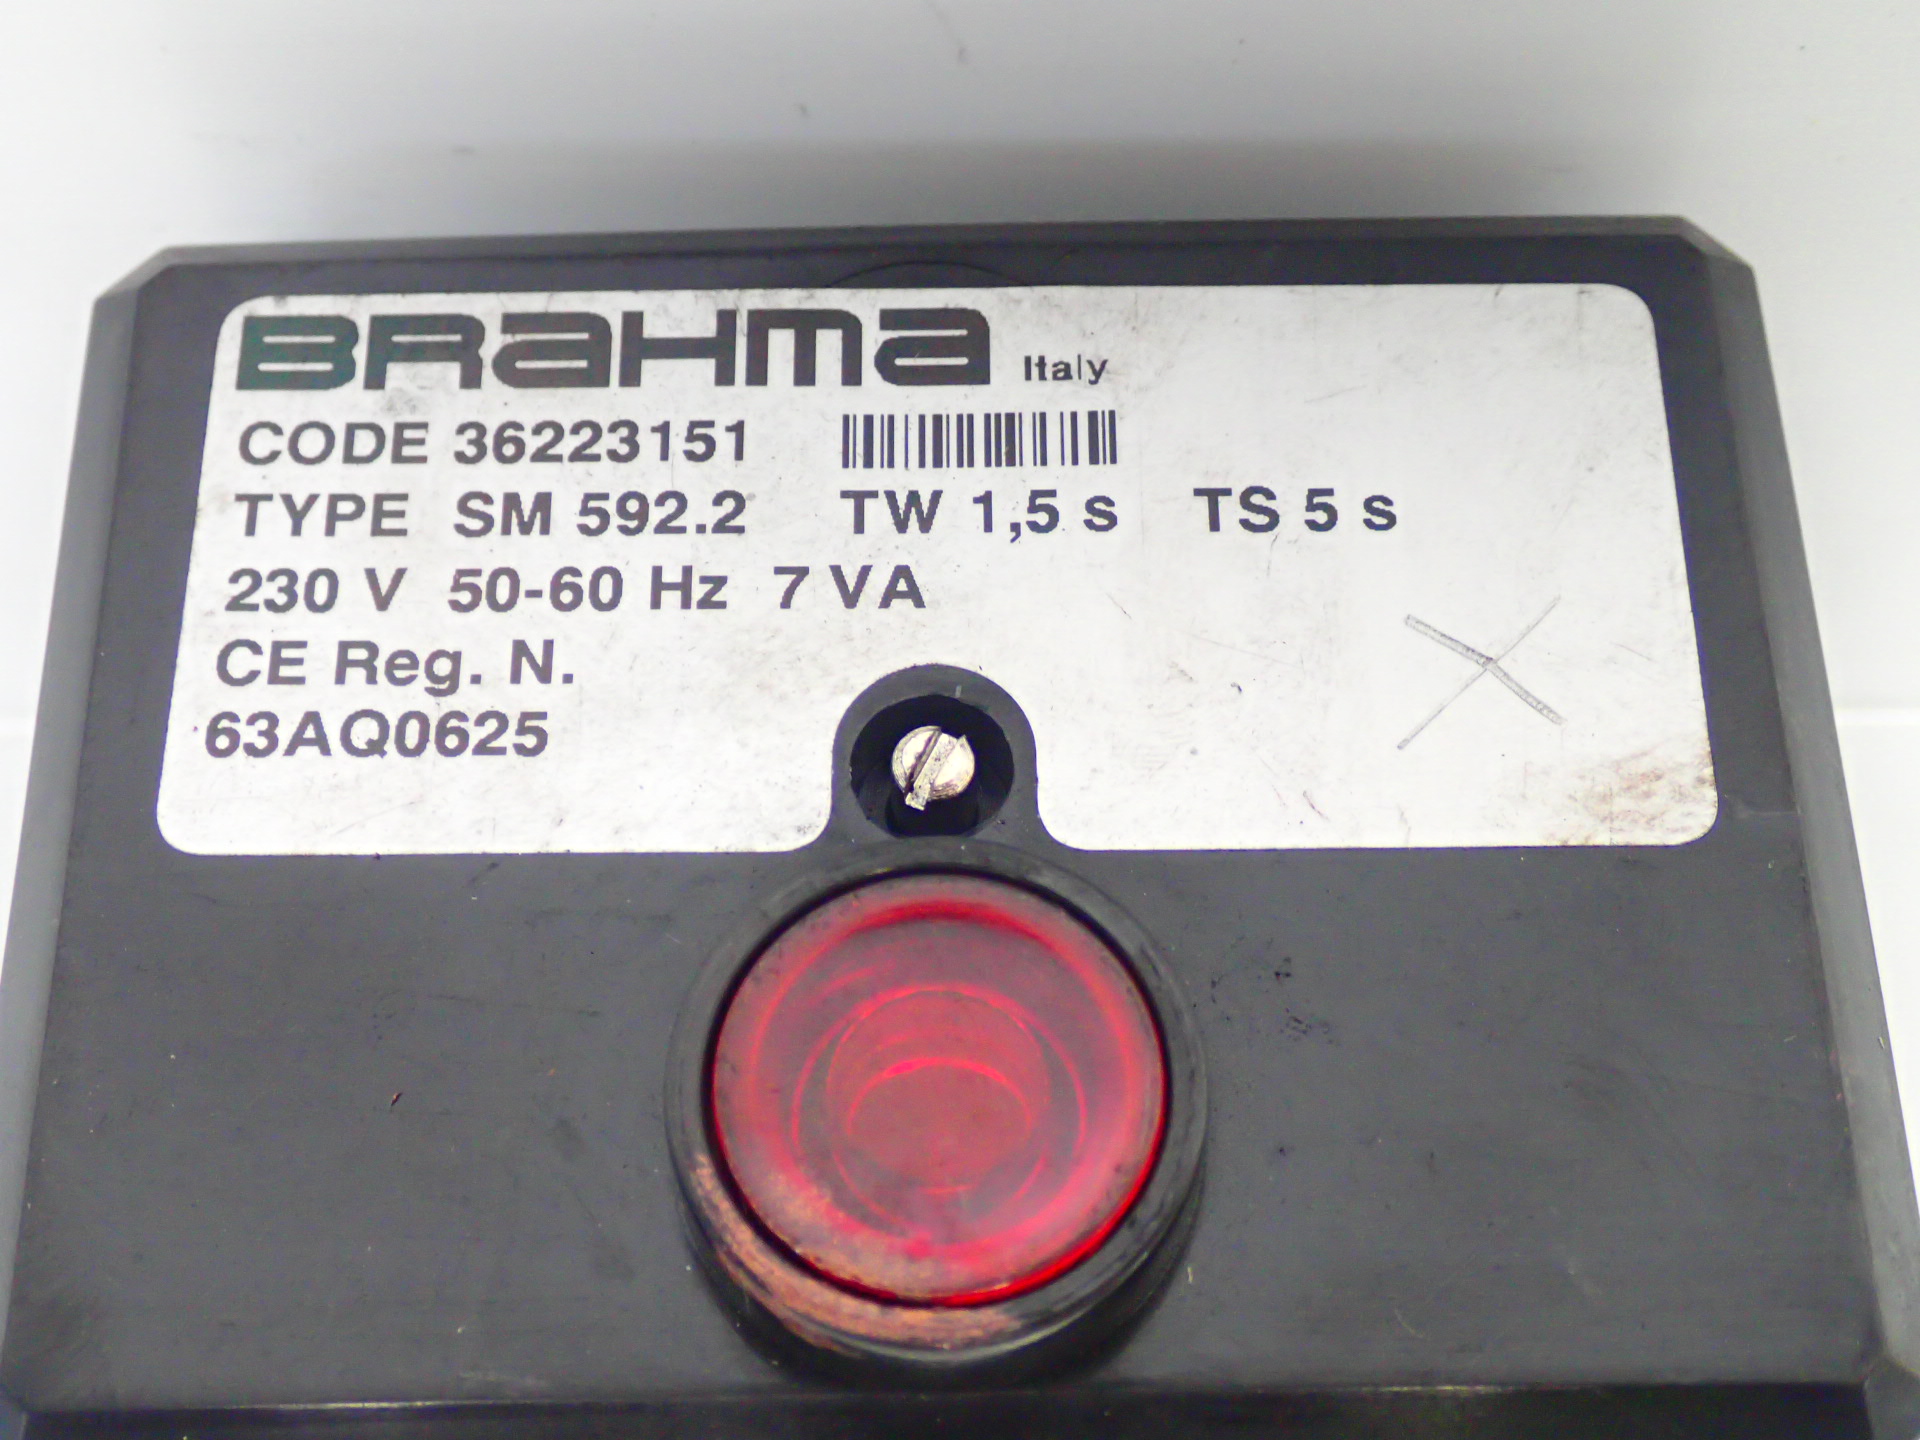 BRAHMA Italy
CODE 36223151
TYPE SM 592.2 TW 1,5 s TS 5 s
230 V 50-60 Hz 7 VA
CE Reg. N.
63AQ0625